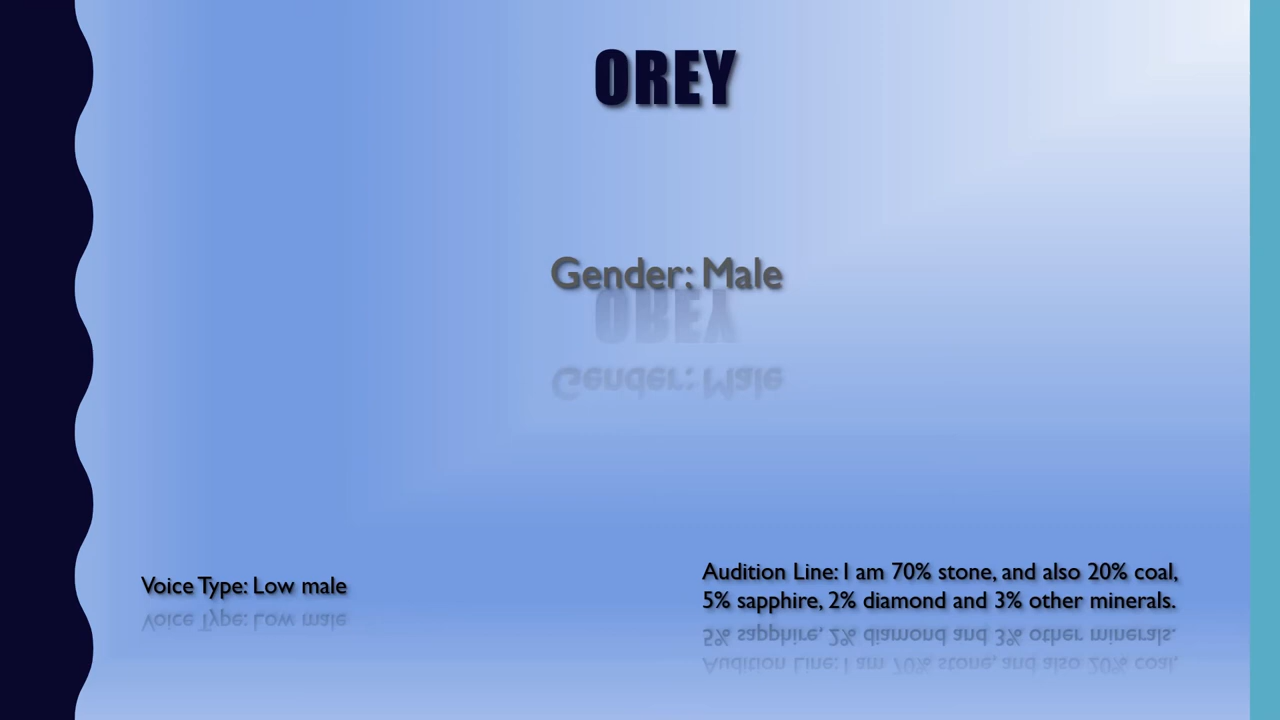 OREY
Gender: Male
Voice Type: Low male
Audition Line: I am 70% stone, and also 20% coal,
5% sapphire, 2% diamond and 3% other minerals.